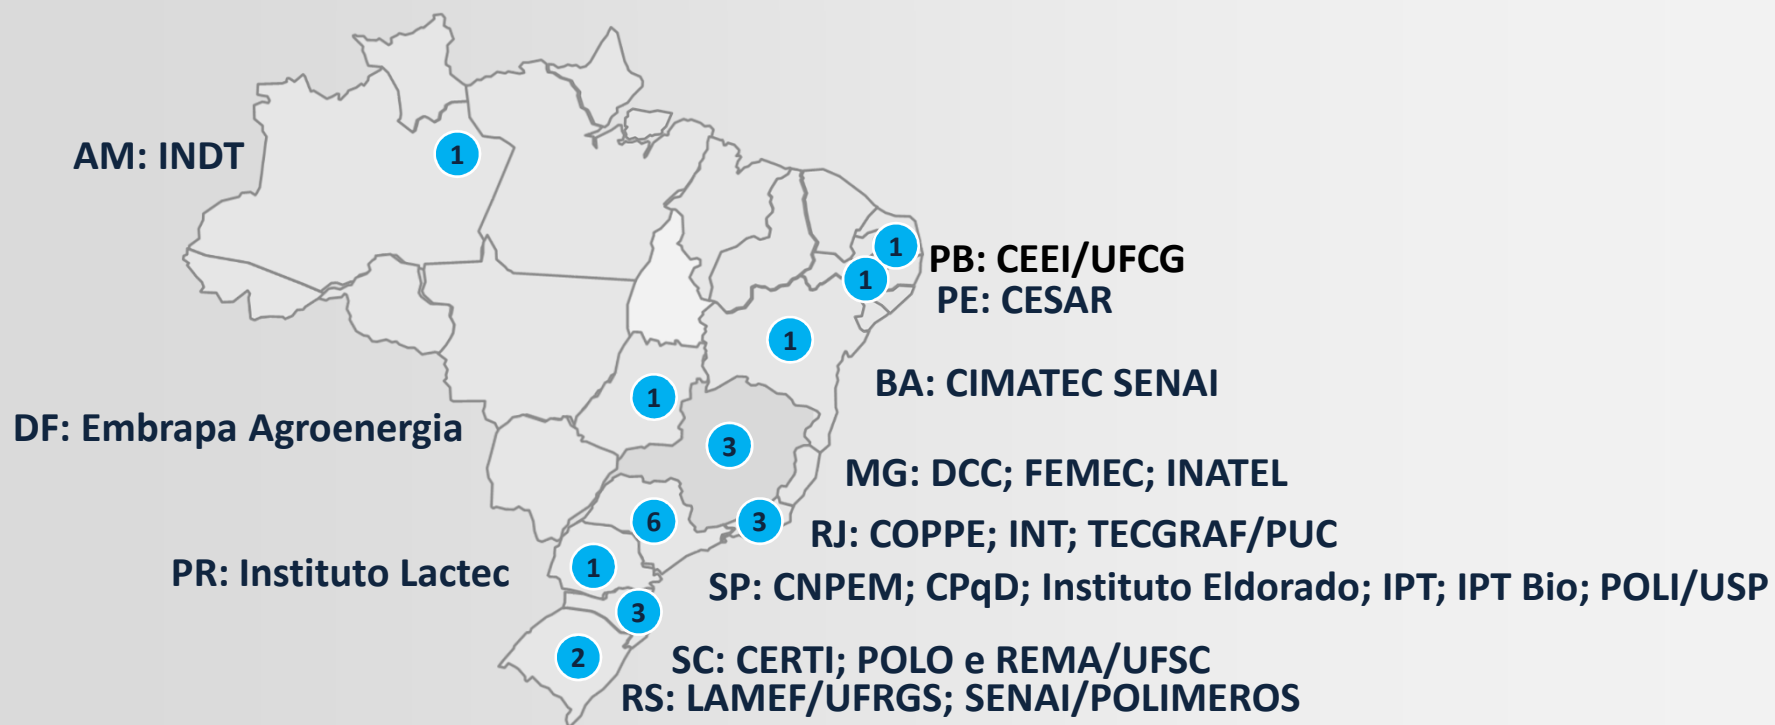 AM: INDT
1
1
PB: CEEI/UFCG
1
PE: CESAR
1
BA: CIMATEC SENAI
1
DF: Embrapa Agroenergia
3
MG: DCC; FEMEC; INATEL
6
3
RJ: COPPE; INT; TECGRAF/PUC
PR: Instituto Lactec
1
SP: CNPEM; CPqD; Instituto Eldorado; IPT; IPT Bio; POLI/USP
3
SC: CERTI; POLO e REMA/UFSC
2
RS: LAMEF/UFRGS; SENAI/POLIMEROS